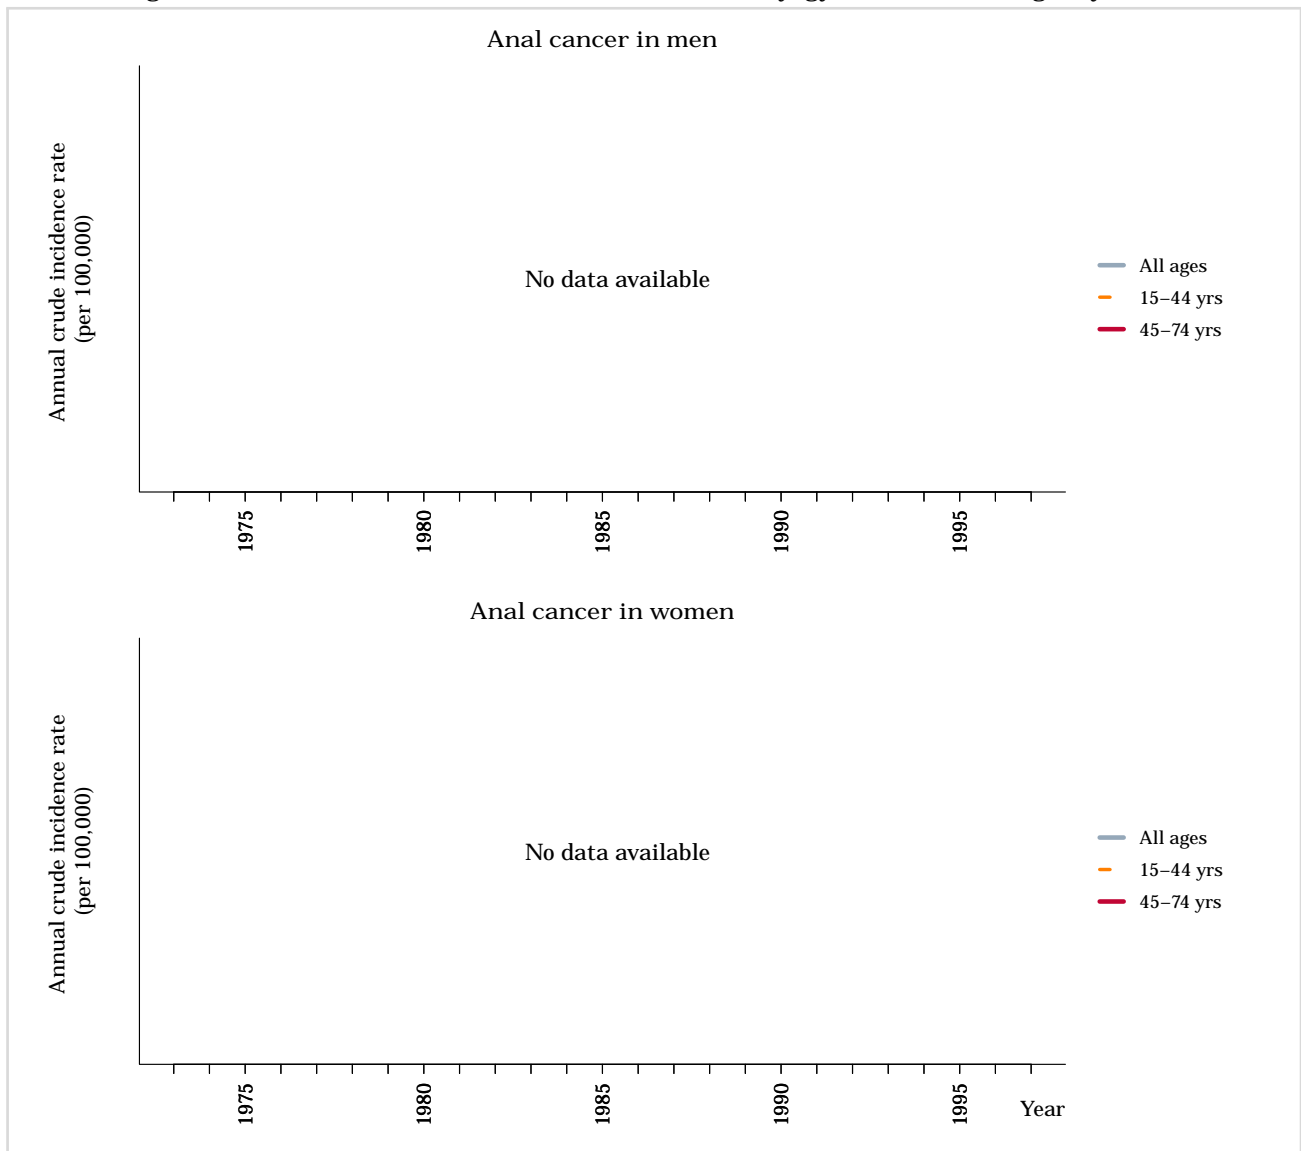 Anal cancer in men
Annual crude incidence rate
(per 100,000)
No data available
All ages
15–44 yrs
45–74 yrs
1975
1980
1985
1990
1995
Anal cancer in women
Annual crude incidence rate
(per 100,000)
No data available
All ages
15–44 yrs
45–74 yrs
1975
1980
1985
1990
1995
Year